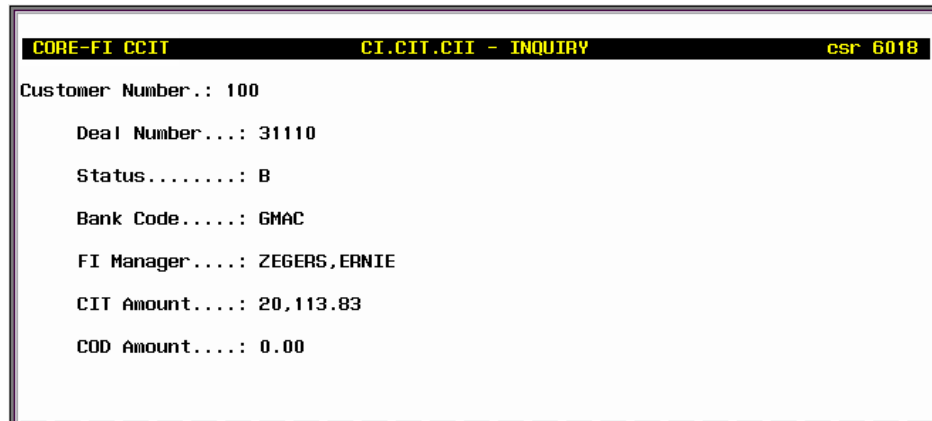 CORE-FI CCIT CI.CIT.CII - INQUIRY csr 6018
Customer Number.: 100
Deal Number...: 31110
Status........: B
Bank Code.....: GMAC
FI Manager....: ZEGERS,ERNIE
CIT Amount....: 20,113.83
COD Amount....: 0.00